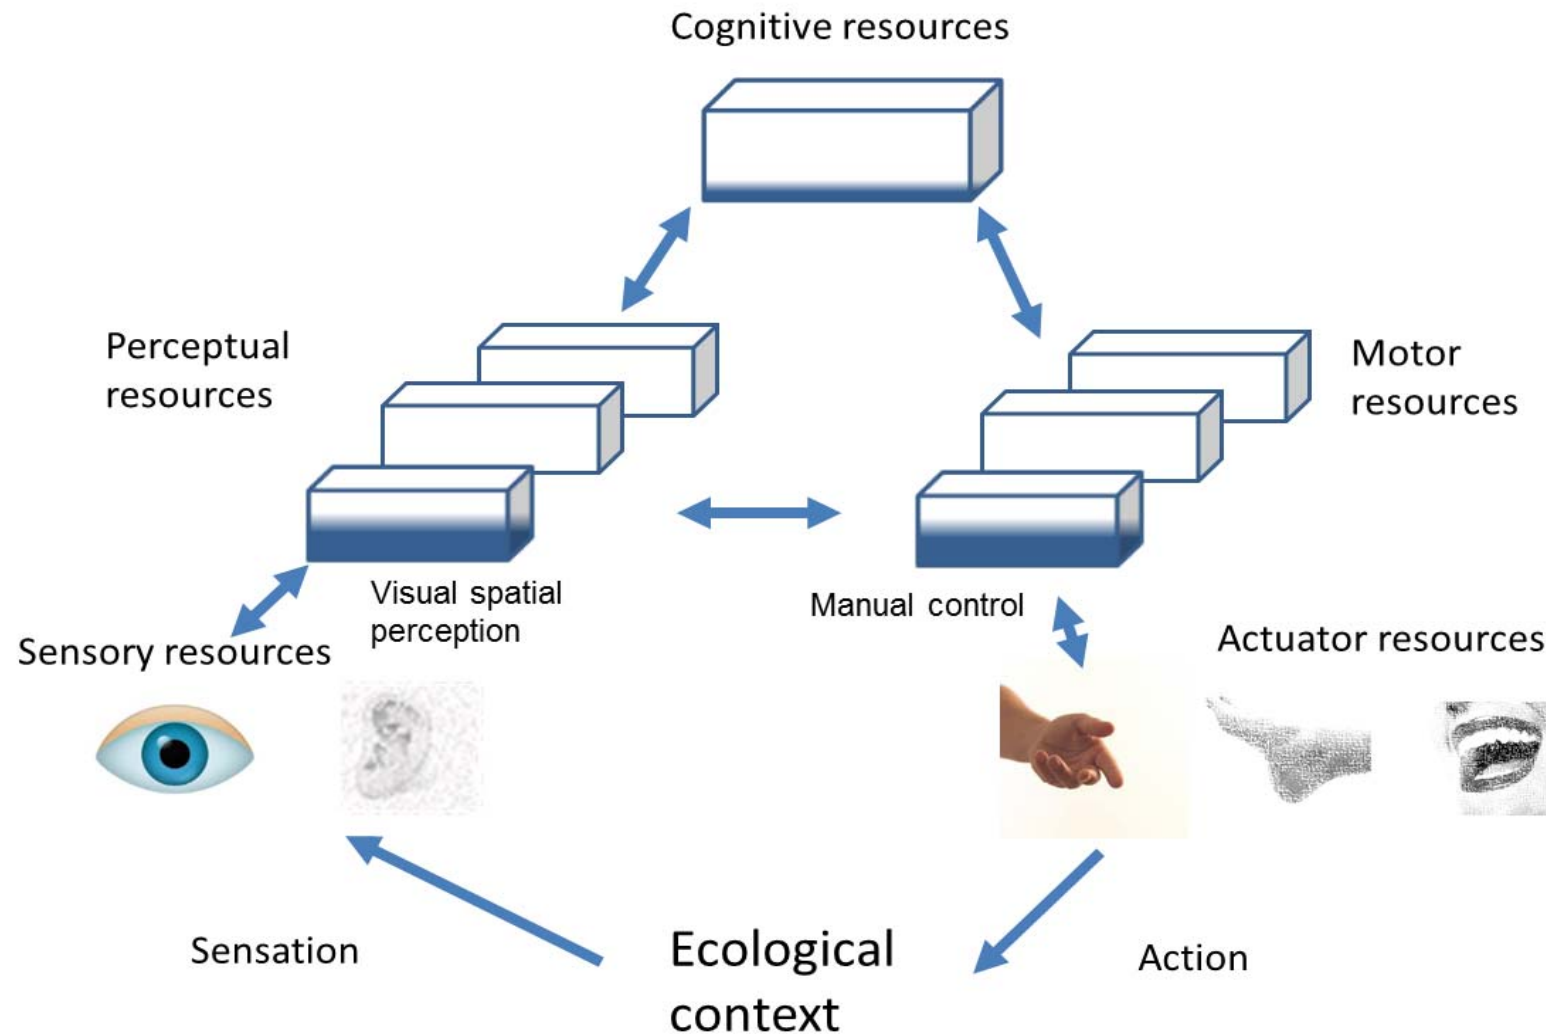 Cognitive resources
Perceptual
resources
Motor
resources
Visual spatial
perception
Manual control
Sensory resources
Actuator resources
Sensation
Ecological
context
Action